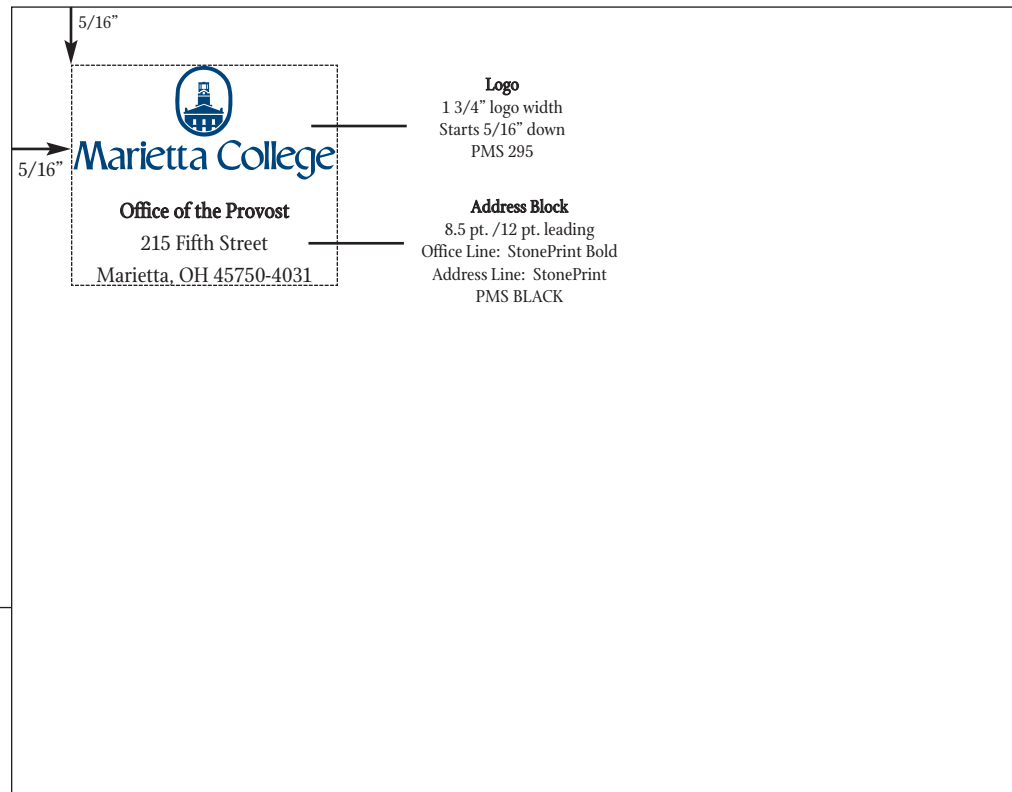 5/16”
5/16”
Marietta College
Office of the Provost
215 Fifth Street
Marietta, OH 45750-4031
Logo
1 3/4” logo width
Starts 5/16” down
PMS 295
Address Block
8.5 pt. /12 pt. leading
Office Line:  StonePrint Bold
Address Line:  StonePrint
PMS BLACK